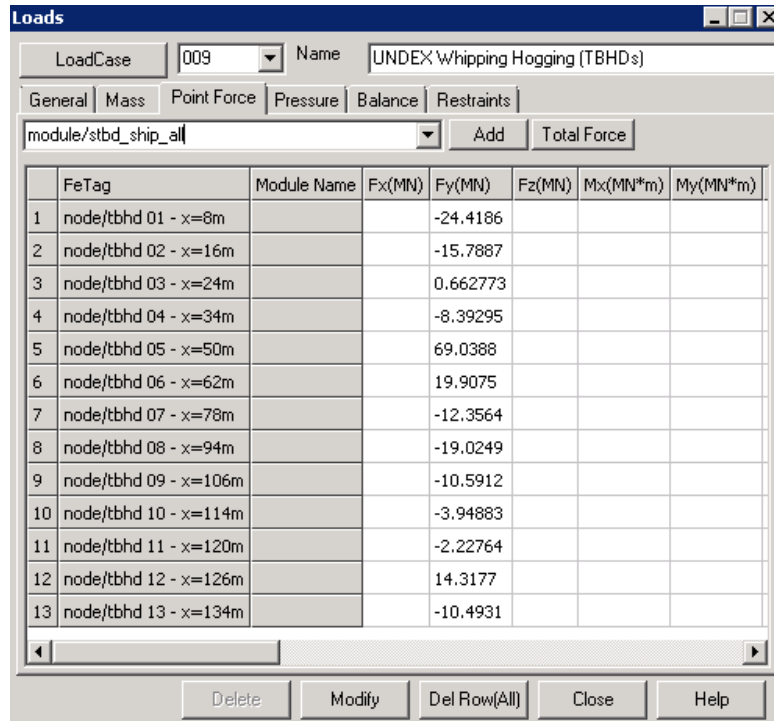 Loads
LoadCase 009 Name UNDEX Whipping Hogging (TBHDs)
General Mass Point Force Pressure Balance Restraints
module/stbd_ship_all Add Total Force
FeTag Module Name Fx(MN) Fy(MN) Fz(MN) Mx(MN*m) My(MN*m)
1 node/tbhd 01 - x=8m -24.4186
2 node/tbhd 02 - x=16m -15.7887
3 node/tbhd 03 - x=24m 0.662773
4 node/tbhd 04 - x=34m -8.39295
5 node/tbhd 05 - x=50m 69.0388
6 node/tbhd 06 - x=62m 19.9075
7 node/tbhd 07 - x=78m -12.3564
8 node/tbhd 08 - x=94m -19.0249
9 node/tbhd 09 - x=106m -10.5912
10 node/tbhd 10 - x=114m -3.94883
11 node/tbhd 11 - x=120m -2.22764
12 node/tbhd 12 - x=126m 14.3177
13 node/tbhd 13 - x=134m -10.4931
Delete Modify Del Row(All) Close Help